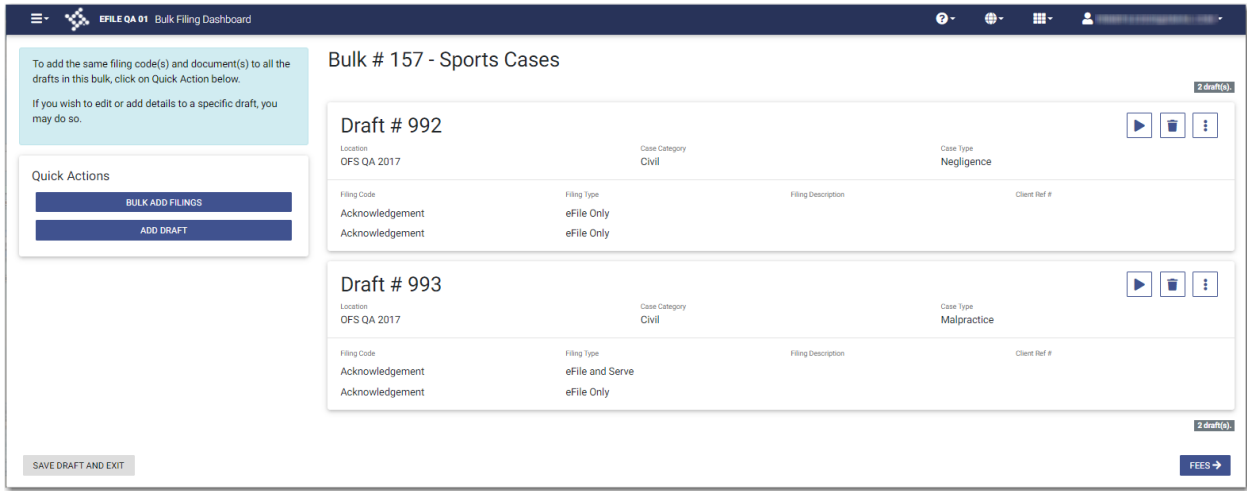 EFILE QA 01 Bulk Filing Dashboard
To add the same filing code(s) and document(s) to all the
drafts in this bulk, click on Quick Action below.
If you wish to edit or add details to a specific draft, you
may do so.
Quick Actions
BULK ADD FILINGS
ADD DRAFT
Bulk # 157 - Sports Cases
2 draft(s).
Draft # 992
Location Case Category Case Type
OFS QA 2017 Civil Negligence
Filing Code Filing Type Filing Description Client Ref #
Acknowledgement eFile Only
Acknowledgement eFile Only
Draft # 993
Location Case Category Case Type
OFS QA 2017 Civil Malpractice
Filing Code Filing Type Filing Description Client Ref #
Acknowledgement eFile and Serve
Acknowledgement eFile Only
2 draft(s).
SAVE DRAFT AND EXIT
FEES